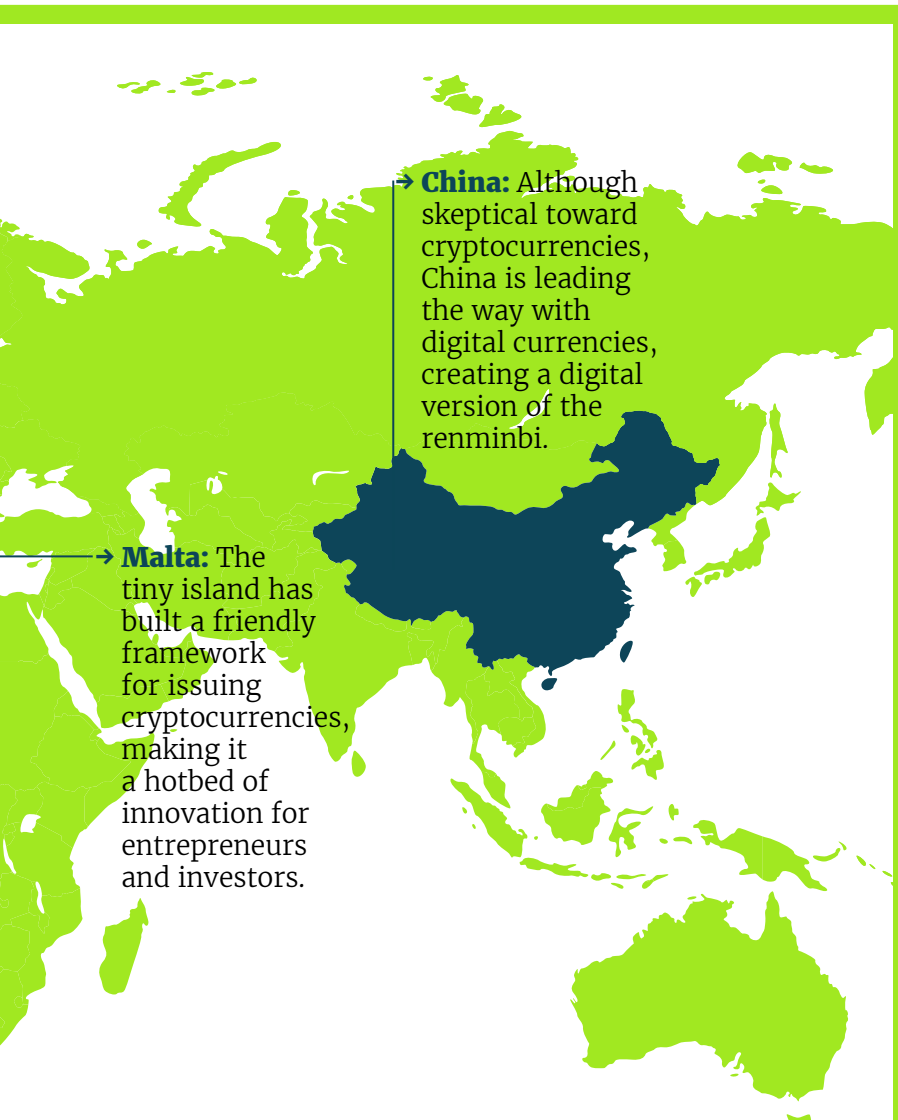 China: Although
skeptical toward
cryptocurrencies,
China is leading
the way with
digital currencies,
creating a digital
version of the
renminbi.
Malta: The
tiny island has
built a friendly
framework
for issuing
cryptocurrencies,
making it
a hotbed of
innovation for
entrepreneurs
and investors.